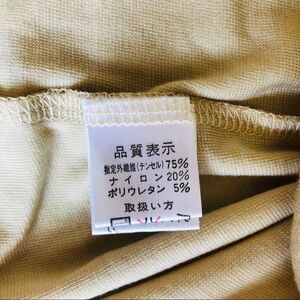 品質表示
指定外繊維(テンセル) 75%
ナイロン 20%
ポリウレタン 5%
取扱い方